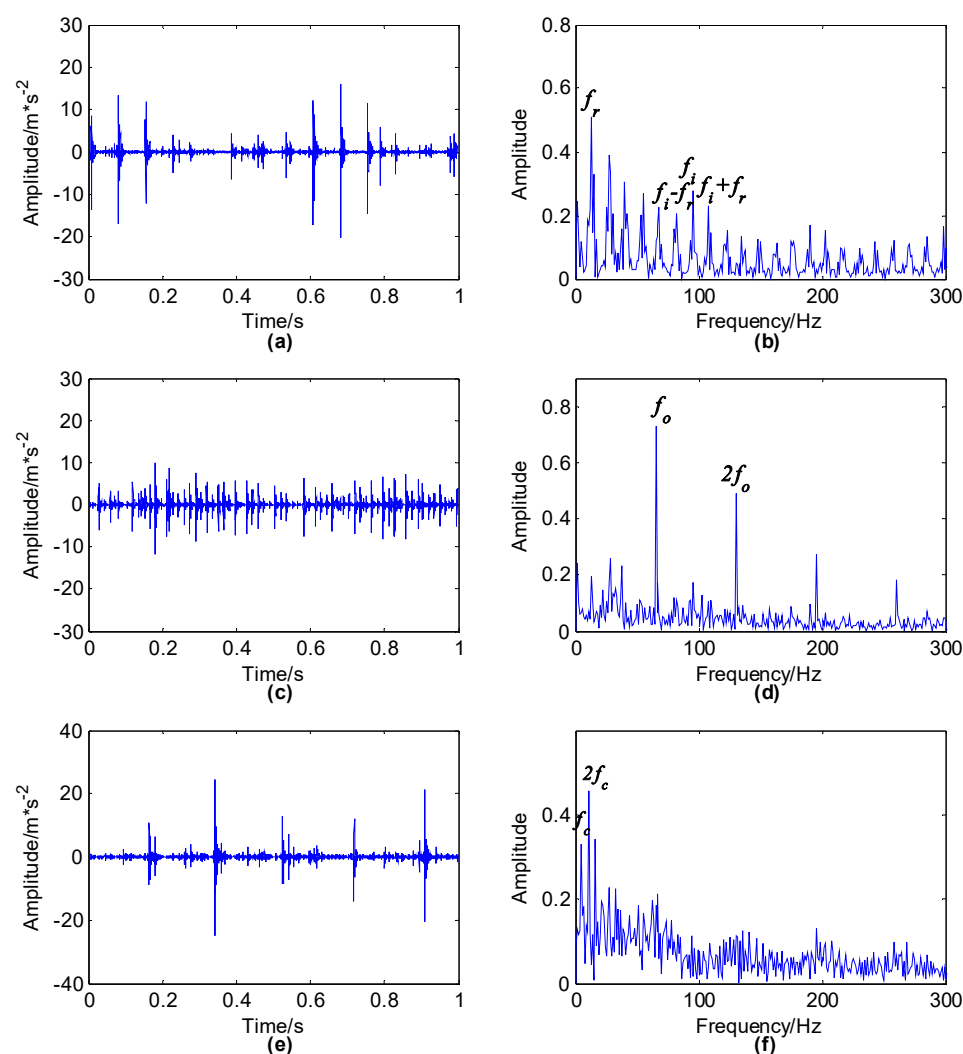 30
20
10
0
-10
-20
-30
Amplitude/m*s-2
0 0.2 0.4 0.6 0.8 1
Time/s
(a)
0.8
0.6
0.4
0.2
0
Amplitude
fr
fi-fr
fi
fi+fr
0 100 200 300
Frequency/Hz
(b)
30
20
10
0
-10
-20
-30
Amplitude/m*s-2
0 0.2 0.4 0.6 0.8 1
Time/s
(c)
0.8
0.6
0.4
0.2
0
Amplitude
fo
2fo
0 100 200 300
Frequency/Hz
(d)
40
20
0
-20
-40
Amplitude/m*s-2
0 0.2 0.4 0.6 0.8 1
Time/s
(e)
0.4
0.2
0
Amplitude
fc
2fc
0 100 200 300
Frequency/Hz
(f)